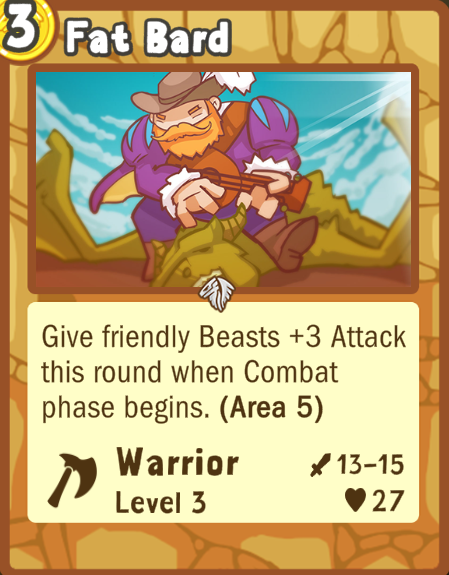 3 Fat Bard
Give friendly Beasts +3 Attack
this round when Combat
phase begins. (Area 5)
Warrior 13-15
Level 3 27